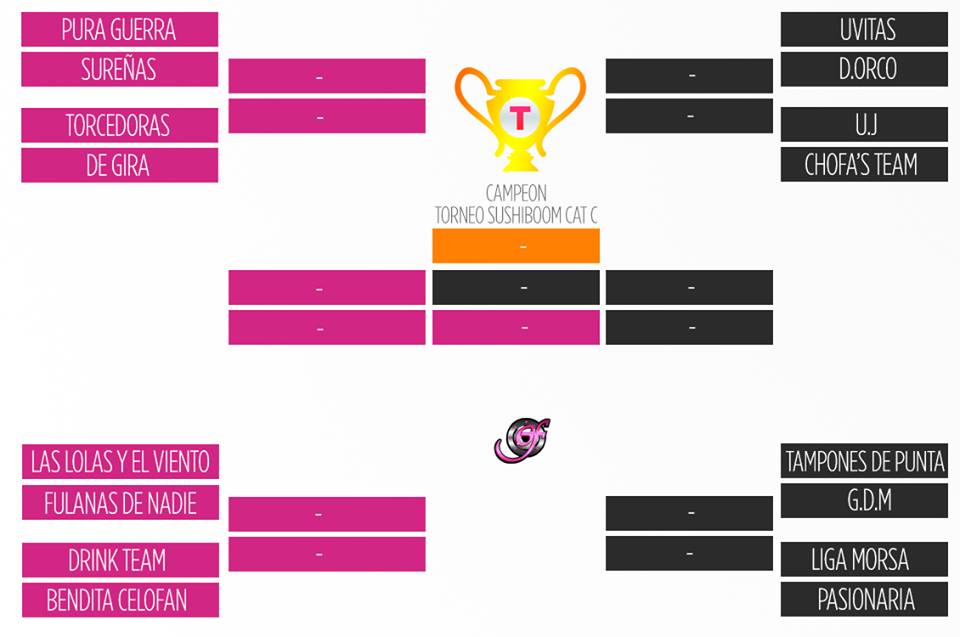 PURA GUERRA
SUREÑAS
TORCEDORAS
DE GIRA
-
-
T
CAMPEON
TORNEO SUSHIBOOM CAT C
-
-
-
UVITAS
D.ORCO
U.J
CHOFA'S TEAM
-
-
-
-
-
-
LAS LOLAS Y EL VIENTO
FULANAS DE NADIE
DRINK TEAM
BENDITA CELOFAN
-
-
Gf
-
-
TAMPONES DE PUNTA
G.D.M
LIGA MORSA
PASIONARIA